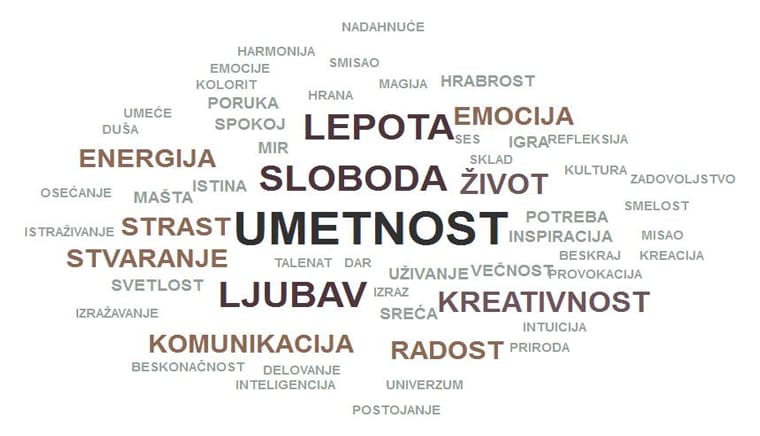 NADAHNUĆE
HARMONIJA
SMISAO
EMOCIJE
KOLORIT
MAGIJA
HRABROST
HRANA
PORUKA
UMEĆE
EMOCIJA
SPOKOJ
LEPOTA
DUŠA
SES
IGRA
REFLEKSIJA
MIR
ENERGIJA
SKLAD
KULTURA
SLOBODA
ŽIVOT
ZADOVOLJSTVO
ISTINA
OSEĆANJE
MAŠTA
SMELOST
POTREBA
STRAST
UMETNOST
ISTRAŽIVANJE
INSPIRACIJA
MISAO
STVARANJE
BESKRAJ
KREACIJA
TALENAT
DAR
UŽIVANJE
VEČNOST
PROVOKACIJA
SVETLOST
LJUBAV
IZRAZ
KREATIVNOST
IZRAŽAVANJE
SREĆA
INTUICIJA
KOMUNIKACIJA
RADOST
PRIRODA
BESKONAČNOST
DELOVANJE
INTELIGENCIJA
UNIVERZUM
POSTOJANJE